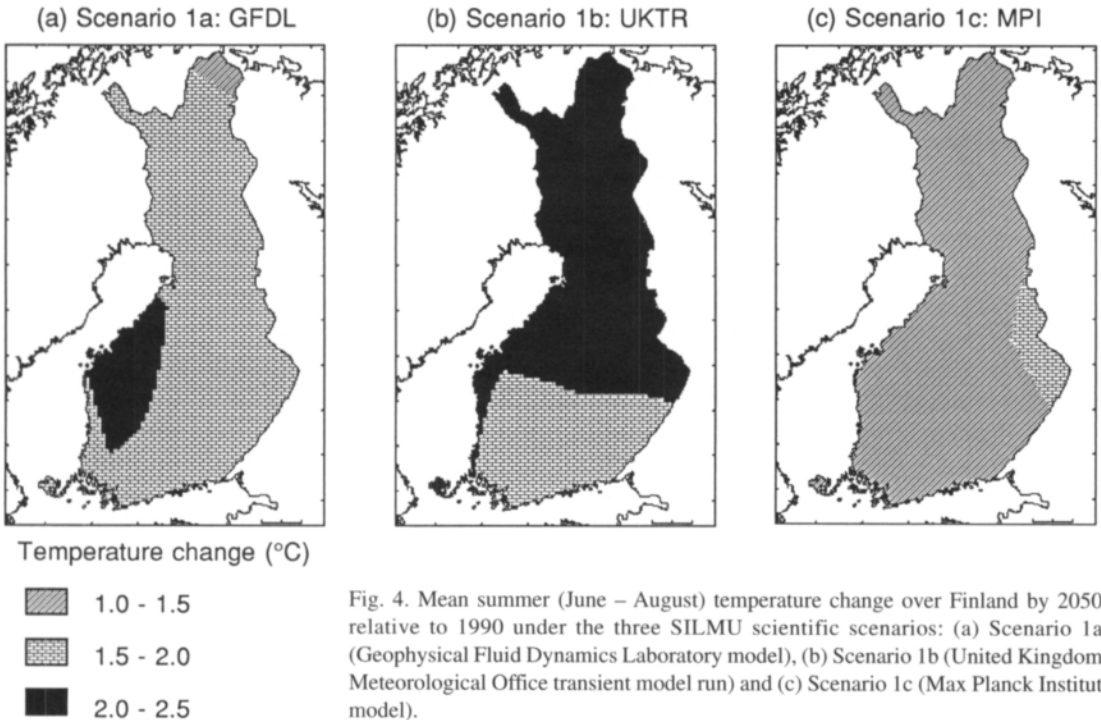 (a) Scenario 1a: GFDL
(b) Scenario 1b: UKTR
(c) Scenario 1c: MPI
Temperature change (°C)
1.0 - 1.5
1.5 - 2.0
2.0 - 2.5
Fig. 4. Mean summer (June – August) temperature change over Finland by 2050
relative to 1990 under the three SILMU scientific scenarios: (a) Scenario 1a
(Geophysical Fluid Dynamics Laboratory model), (b) Scenario 1b (United Kingdom
Meteorological Office transient model run) and (c) Scenario 1c (Max Planck Institut
model).